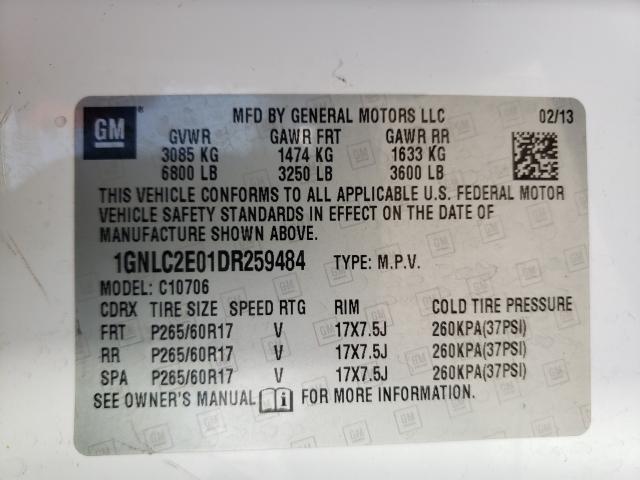 GM ® MFD BY GENERAL MOTORS LLC 02/13
GVWR GAWR FRT GAWR RR
3085 KG 1474 KG 1633 KG
6800 LB 3250 LB 3600 LB
THIS VEHICLE CONFORMS TO ALL APPLICABLE U.S. FEDERAL MOTOR
VEHICLE SAFETY STANDARDS IN EFFECT ON THE DATE OF
MANUFACTURE SHOWN ABOVE.
1GNLC2E01DR259484 TYPE: M.P.V.
MODEL: C10706
CDRX TIRE SIZE SPEED RTG RIM COLD TIRE PRESSURE
FRT P265/60R17 V 17X7.5J 260KPA(37PSI)
RR P265/60R17 V 17X7.5J 260KPA(37PSI)
SPA P265/60R17 V 17X7.5J 260KPA(37PSI)
SEE OWNER'S MANUAL i FOR MORE INFORMATION.